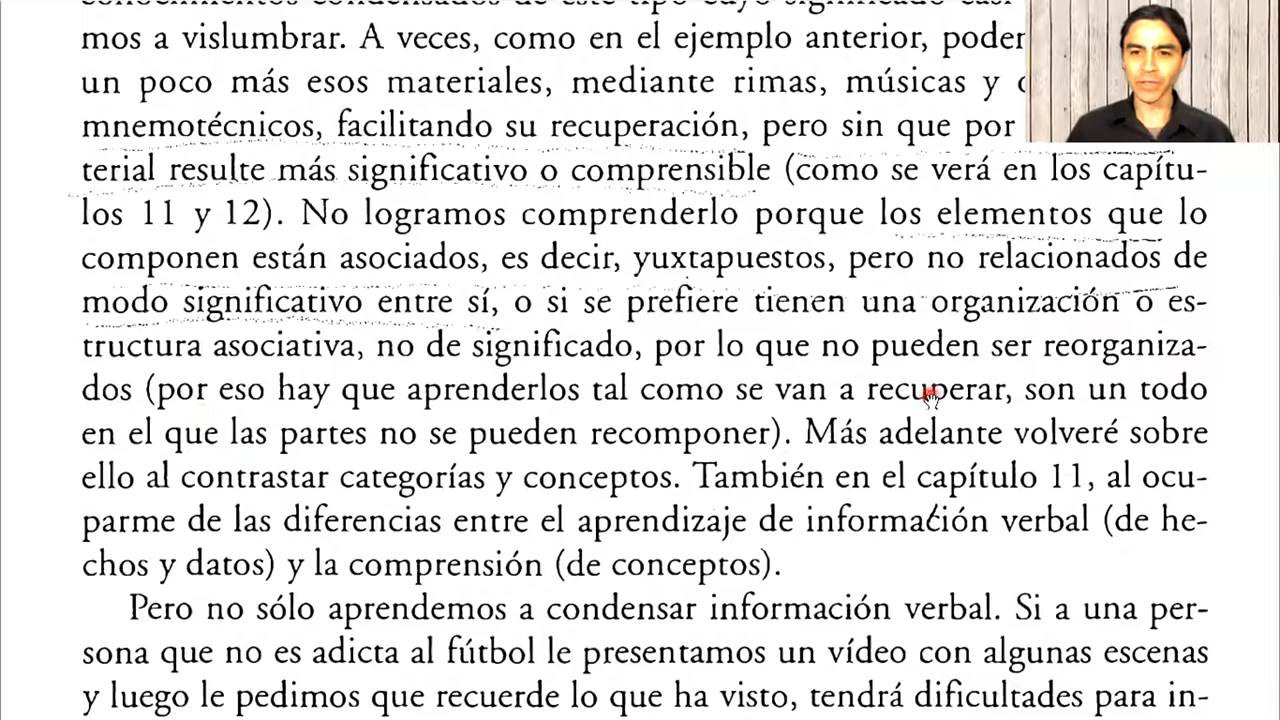 mos a vislumbrar. A veces, como en el ejemplo anterior, poder
un poco más esos materiales, mediante rimas, músicas y
mnemotécnicos, facilitando su recuperación, pero sin que por
terial resulte más significativo o comprensible (como se verá en los capítu-
los 11 y 12). No logramos comprenderlo porque los elementos que lo
componen están asociados, es decir, yuxtapuestos, pero no relacionados de
modo significativo entre sí, o si se prefiere tienen una organización o es-
tructura asociativa, no de significado, por lo que no pueden ser reorganiza-
dos (por eso hay que aprenderlos tal como se van a recuperar, son un todo
en el que las partes no se pueden recomponer). Más adelante volveré sobre
ello al contrastar categorías y conceptos. También en el capítulo 11, al ocu-
parme de las diferencias entre el aprendizaje de información verbal (de he-
chos y datos) y la comprensión (de conceptos).
Pero no sólo aprendemos a condensar información verbal. Si a una per-
sona que no es adicta al fútbol le presentamos un vídeo con algunas escenas
y luego le pedimos que recuerde lo que ha visto, tendrá dificultades para in-